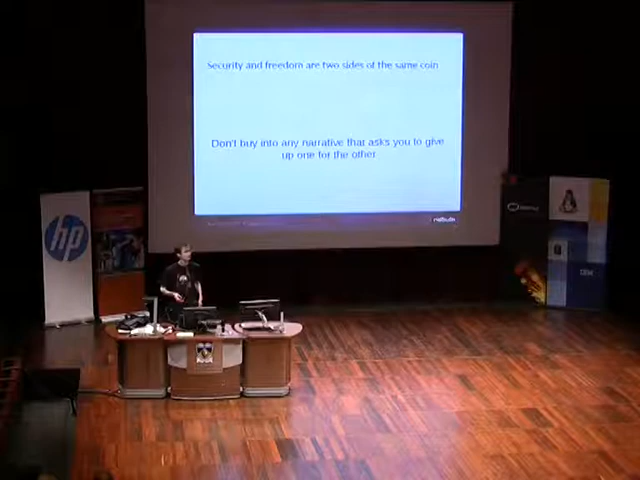 Security and freedom are two sides of the same coin
Don't buy into any narrative that asks you to give
up one for the other
hp
IBM